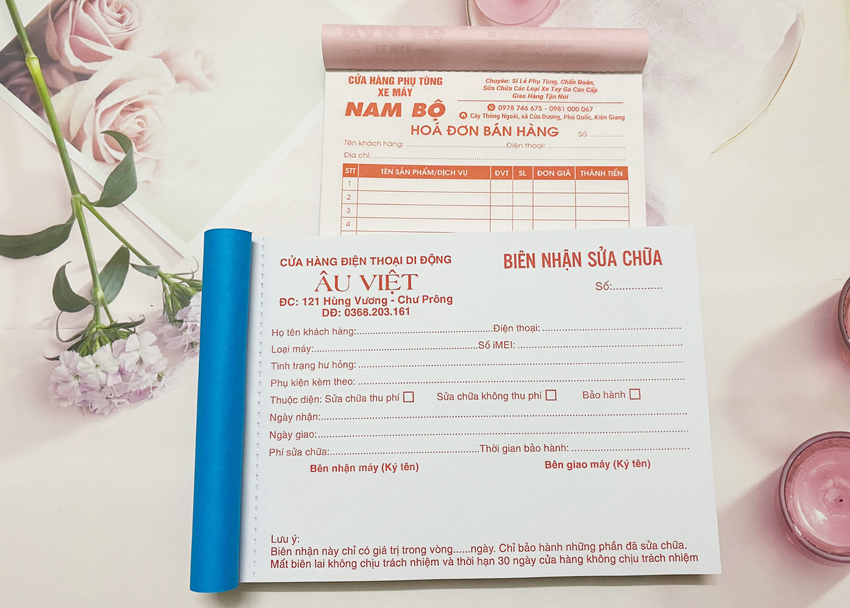 CỬA HÀNG PHỤ TÙNG
XE MÁY
NAM BỘ
Chuyên: Sỉ Lẻ Phụ Tùng, Chẩn Đoán,
Sửa Chữa Các Loại Xe Tay Ga Cao Cấp
Giao Hàng Tận Nơi
0978 746 675 - 0981 000 067
Cây Thông Ngoài, xã Cửa Dương, Phú Quốc, Kiên Giang
HOÁ ĐƠN BÁN HÀNG
Số:
Tên khách hàng: Điện thoại:
Địa chỉ:
STT TÊN SẢN PHẨM/DỊCH VỤ ĐVT SL ĐƠN GIÁ THÀNH TIỀN
1
2
3
4
CỬA HÀNG ĐIỆN THOẠI DI ĐỘNG
ÂU VIỆT
ĐC: 121 Hùng Vương - Chư Prông
DĐ: 0368.203.161
BIÊN NHẬN SỬA CHỮA
Số:................
Họ tên khách hàng: Điện thoại:
Loại máy: Số iMEI:
Tình trạng hư hỏng:
Phụ kiện kèm theo:
Thuộc diện: Sửa chữa thu phí Sửa chữa không thu phí Bảo hành
Ngày nhận:
Ngày giao:
Phí sửa chữa: Thời gian bảo hành:
Bên nhận máy (Ký tên) Bên giao máy (Ký tên)
Lưu ý:
Biên nhận này chỉ có giá trị trong vòng......ngày. Chỉ bảo hành những phần đã sửa chữa.
Mất biên lai không chịu trách nhiệm và thời hạn 30 ngày cửa hàng không chịu trách nhiệm